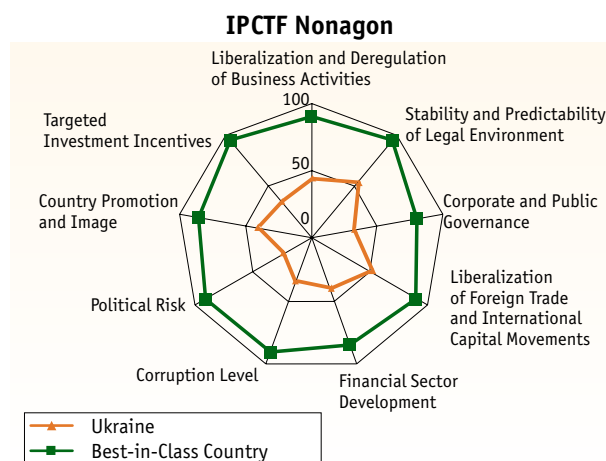 IPCTF Nonagon
Liberalization and Deregulation
of Business Activities
100
Stability and Predictability
of Legal Environment
Targeted
Investment Incentives
50
Country Promotion
and Image
0
Corporate and Public
Governance
Political Risk
Liberalization
of Foreign Trade
and International
Capital Movements
Corruption Level
Financial Sector
Development
Ukraine
Best-in-Class Country